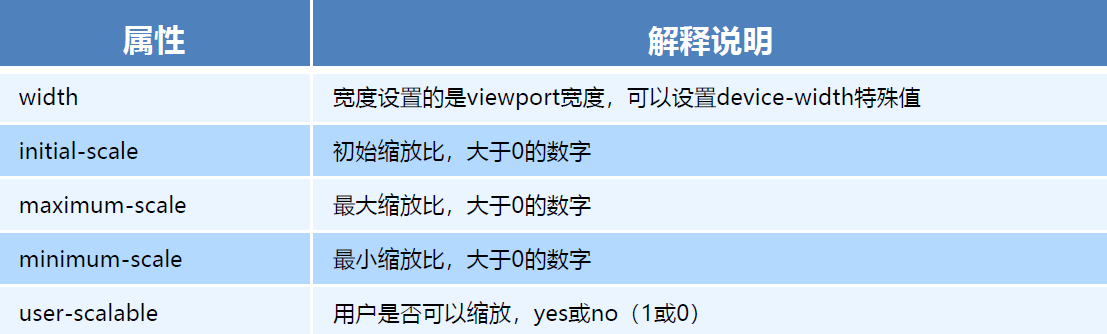 属性 解释说明
width 宽度设置的是viewport宽度，可以设置device-width特殊值
initial-scale 初始缩放比，大于0的数字
maximum-scale 最大缩放比，大于0的数字
minimum-scale 最小缩放比，大于0的数字
user-scalable 用户是否可以缩放，yes或no（1或0）